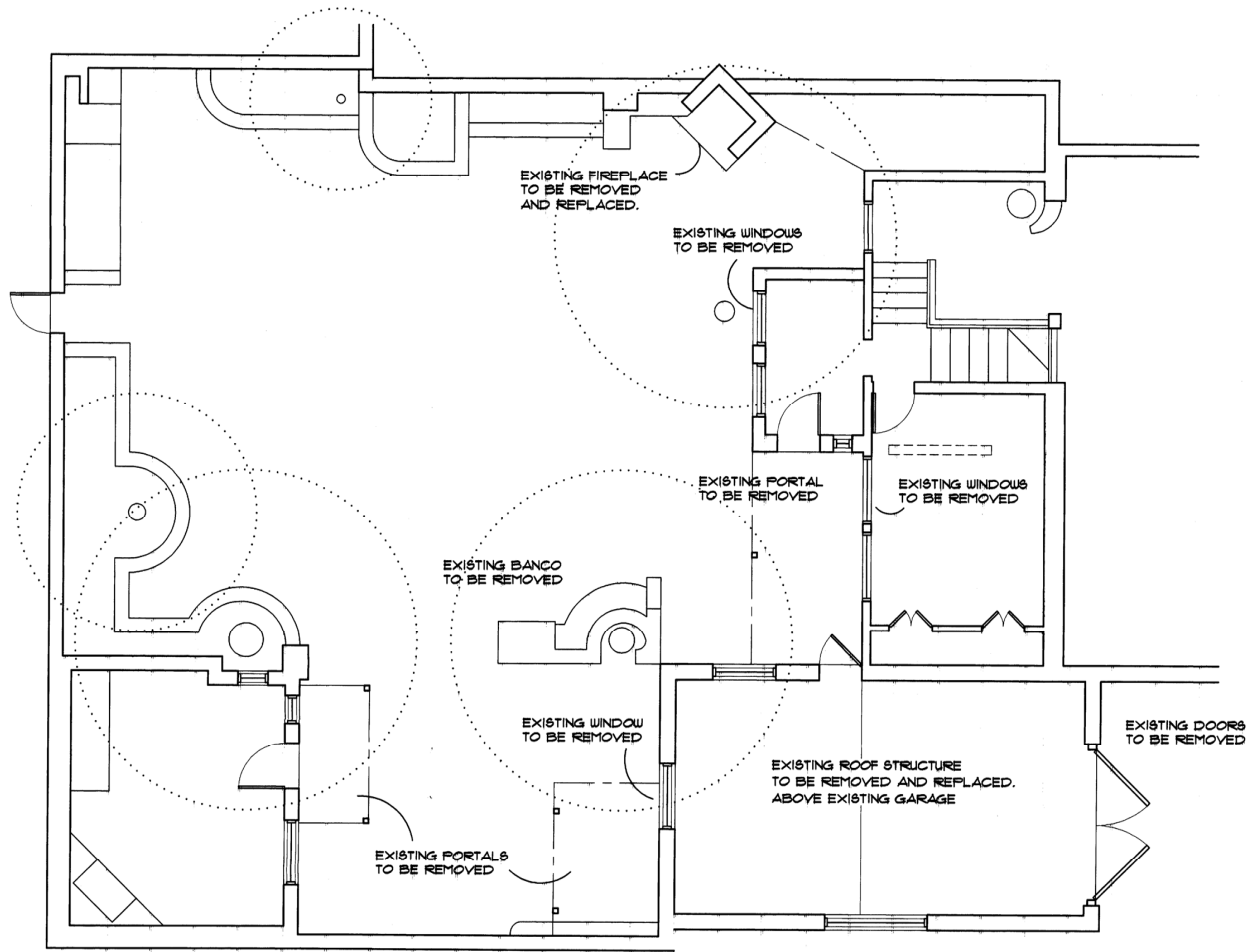 EXISTING FIREPLACE
TO BE REMOVED
AND REPLACED.
EXISTING WINDOWS
TO BE REMOVED
EXISTING PORTAL
TO BE REMOVED
EXISTING WINDOWS
TO BE REMOVED
EXISTING BANCO
TO BE REMOVED
EXISTING WINDOW
TO BE REMOVED
EXISTING DOORS
TO BE REMOVED
EXISTING ROOF STRUCTURE
TO BE REMOVED AND REPLACED.
ABOVE EXISTING GARAGE
EXISTING PORTALS
TO BE REMOVED